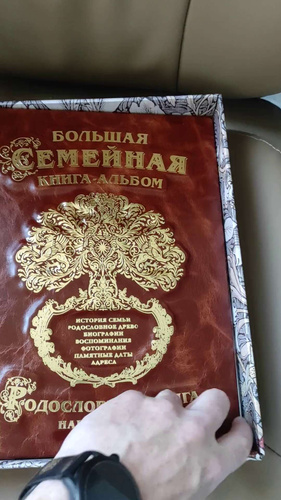 БОЛЬШАЯ
СЕМЕЙНАЯ
КНИГА-АЛЬБОМ
ИСТОРИЯ СЕМЬИ
РОДОСЛОВНОЕ ДРЕВО
БИОГРАФИИ
ВОСПОМИНАНИЯ
ФОТОГРАФИИ
ПАМЯТНЫЕ ДАТЫ
АДРЕСА